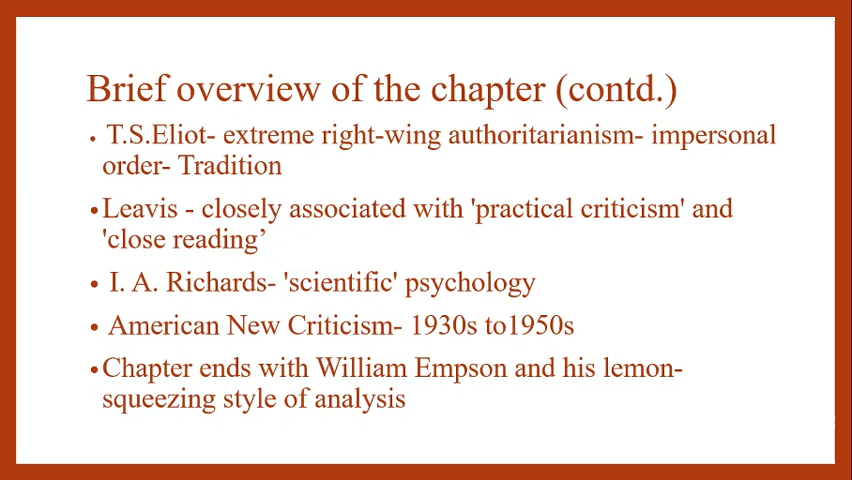 Brief overview of the chapter (contd.)
• T.S.Eliot- extreme right-wing authoritarianism- impersonal
order- Tradition
•Leavis - closely associated with 'practical criticism' and
'close reading’
• I. A. Richards- 'scientific' psychology
• American New Criticism- 1930s to1950s
•Chapter ends with William Empson and his lemon-
squeezing style of analysis